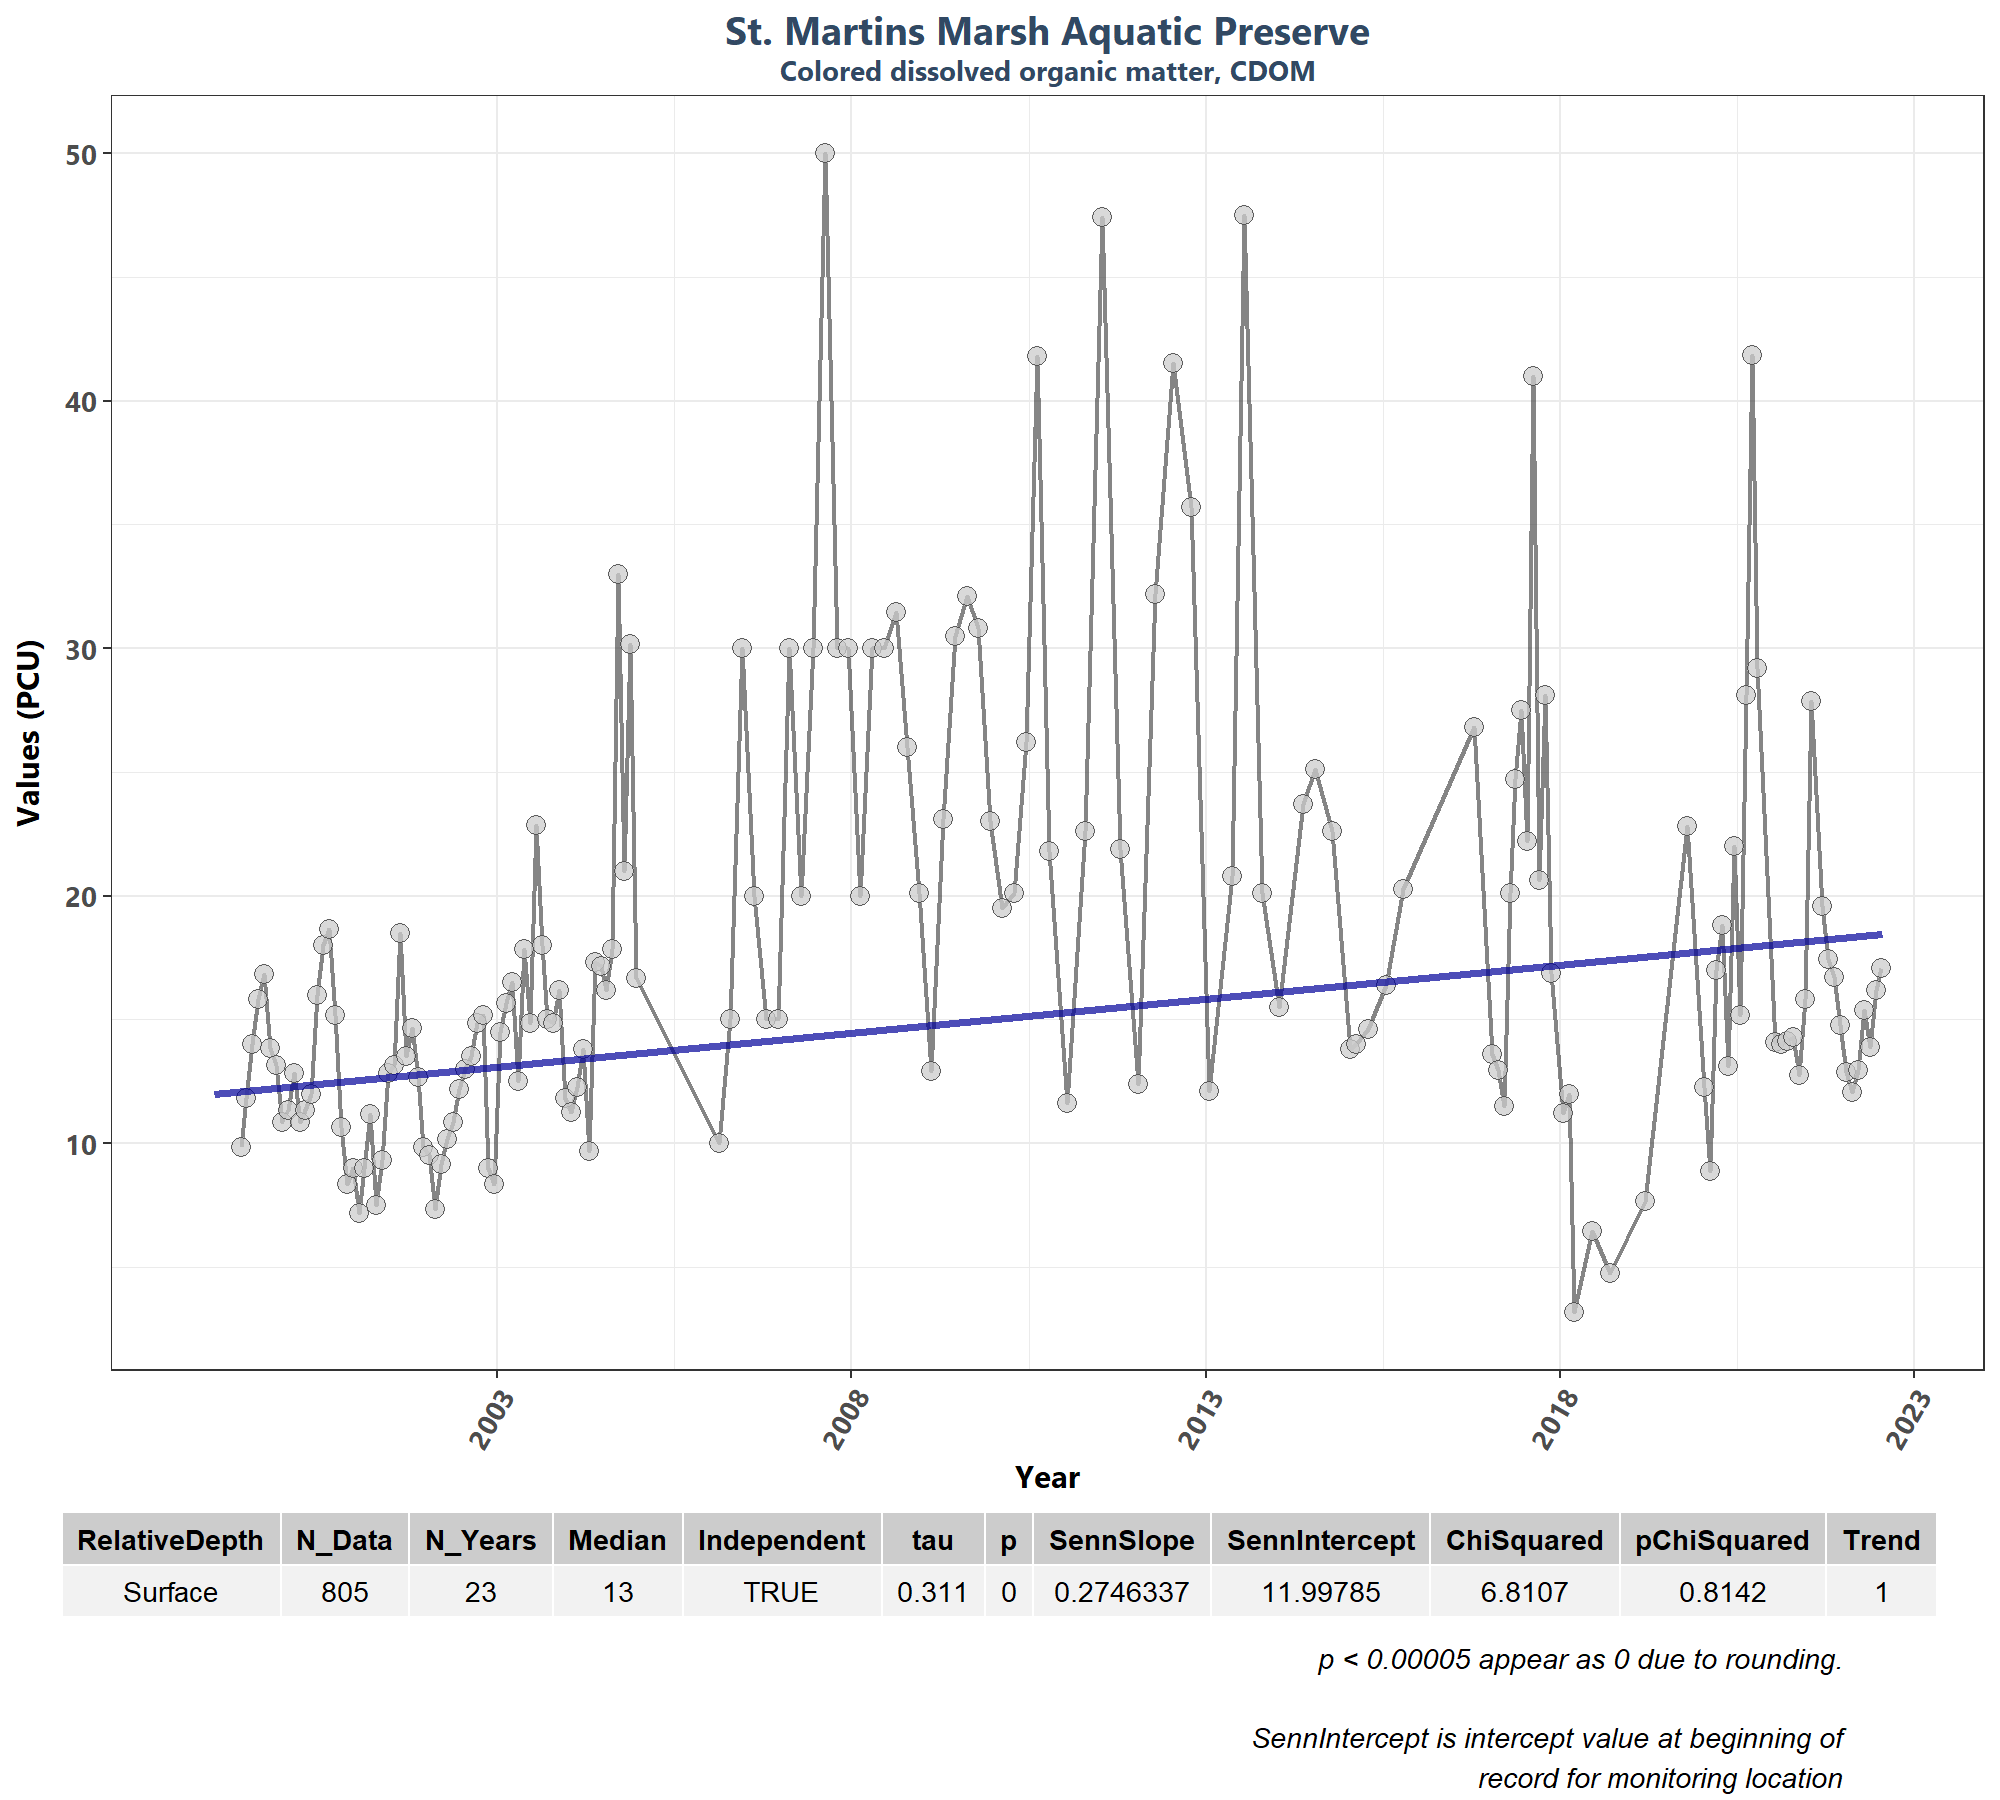 St. Martins Marsh Aquatic Preserve
Colored dissolved organic matter, CDOM
Values (PCU)
50
40
30
20
10
2003 2008 2013 2018 2023
Year
RelativeDepth N_Data N_Years Median Independent tau p SennSlope SennIntercept ChiSquared pChiSquared Trend
Surface 805 23 13 TRUE 0.311 0 0.2746337 11.99785 6.8107 0.8142 1
p < 0.00005 appear as 0 due to rounding.
SennIntercept is intercept value at beginning of
record for monitoring location